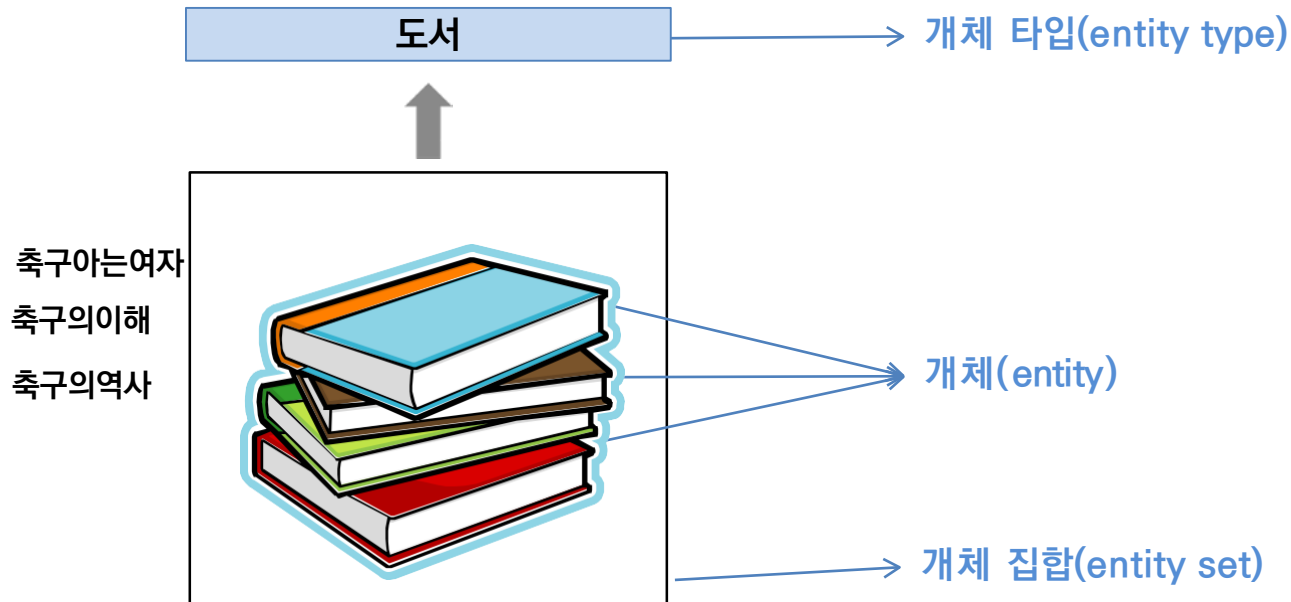 도서
개체 타입(entity type)
축구아는여자
축구의이해
축구의역사
개체(entity)
개체 집합(entity set)